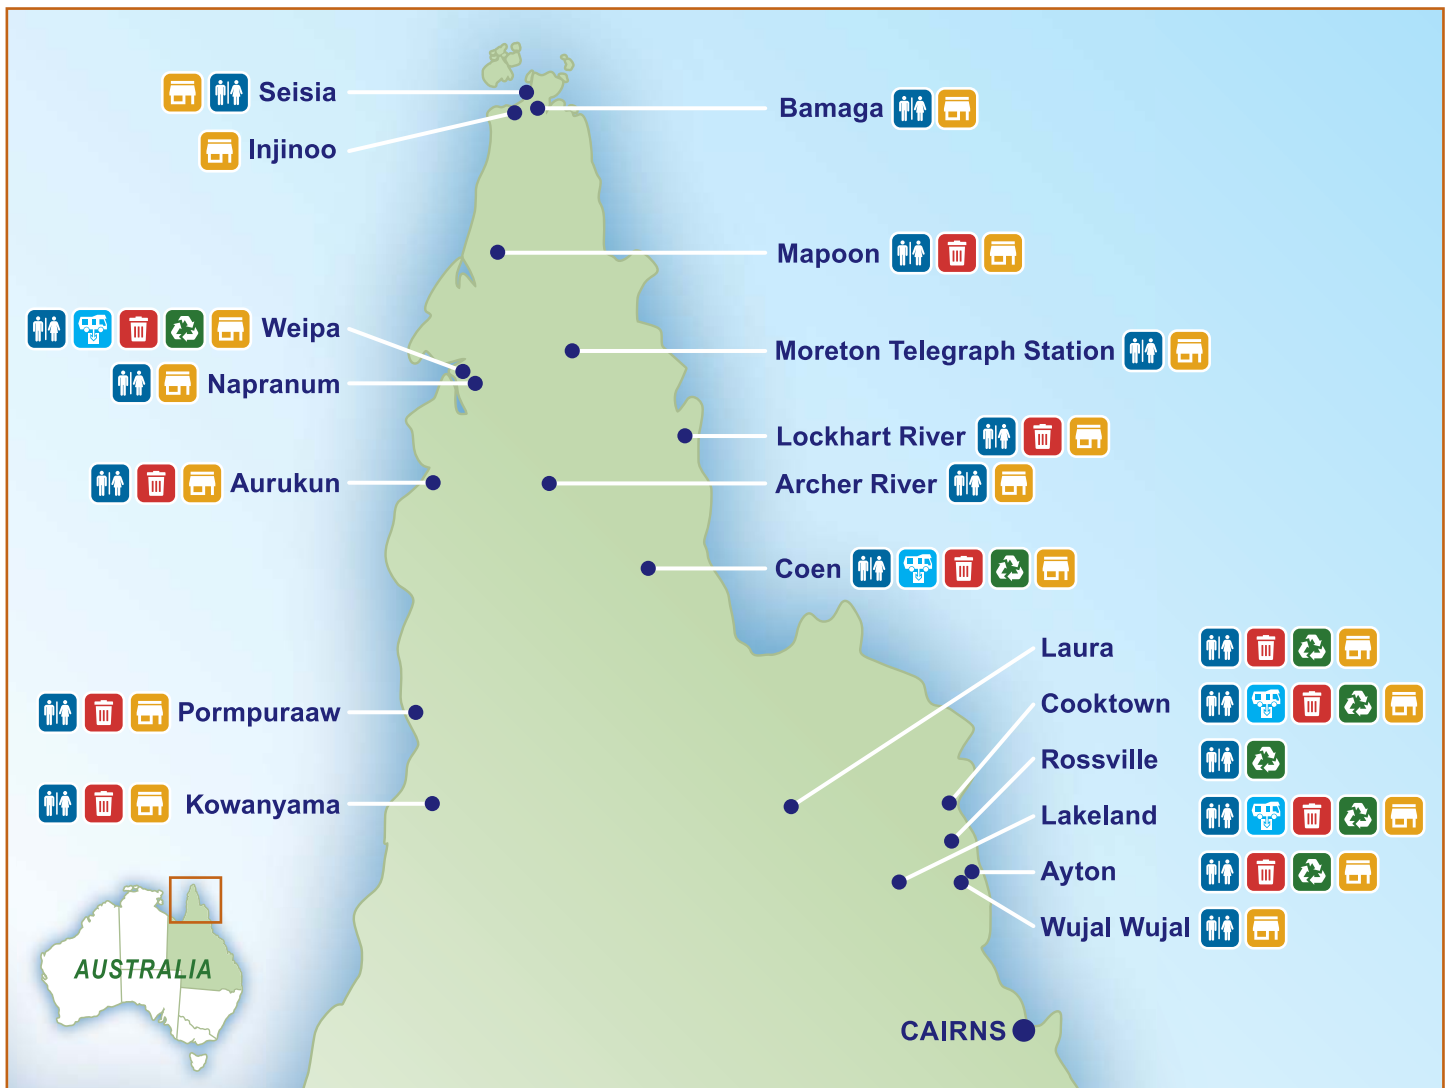 Seisia
Bamaga
Injinoo
Mapoon
Weipa
Moreton Telegraph Station
Napranum
Lockhart River
Aurukun
Archer River
Coen
Laura
Cooktown
Pormpuraaw
Rossville
Kowanyama
Lakeland
Ayton
Wujal Wujal
AUSTRALIA
CAIRNS